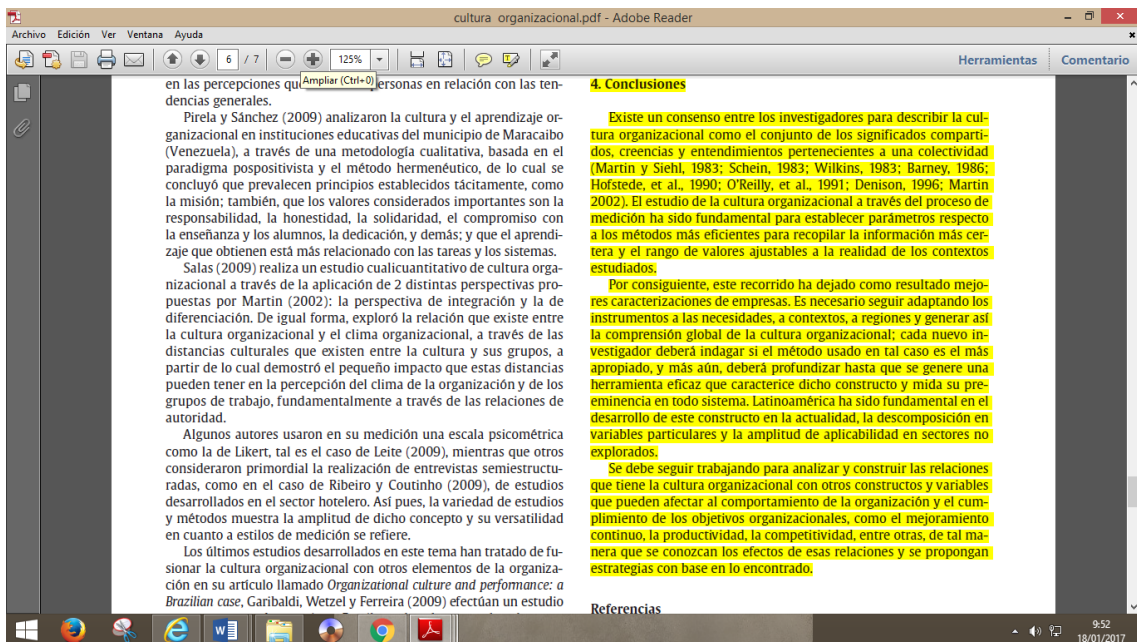 cultura organizacional.pdf - Adobe Reader
Archivo Edición Ver Ventana Ayuda
6 / 7 125% Herramientas Comentario
Ampliar (Ctrl+0)
en las percepciones qu ersonas en relación con las ten-
dencias generales.
Pirela y Sánchez (2009) analizaron la cultura y el aprendizaje or-
ganizacional en instituciones educativas del municipio de Maracaibo
(Venezuela), a través de una metodología cualitativa, basada en el
paradigma pospositivista y el método hermenéutico, de lo cual se
concluyó que prevalecen principios establecidos tácitamente, como
la misión; también, que los valores considerados importantes son la
responsabilidad, la honestidad, la solidaridad, el compromiso con
la enseñanza y los alumnos, la dedicación, y demás; y que el aprendi-
zaje que obtienen está más relacionado con las tareas y los sistemas.
Salas (2009) realiza un estudio cualicuantitativo de cultura orga-
nizacional a través de la aplicación de 2 distintas perspectivas pro-
puestas por Martin (2002): la perspectiva de integración y la de
diferenciación. De igual forma, exploró la relación que existe entre
la cultura organizacional y el clima organizacional, a través de las
distancias culturales que existen entre la cultura y sus grupos, a
partir de lo cual demostró el pequeño impacto que estas distancias
pueden tener en la percepción del clima de la organización y de los
grupos de trabajo, fundamentalmente a través de las relaciones de
autoridad.
Algunos autores usaron en su medición una escala psicométrica
como la de Likert, tal es el caso de Leite (2009), mientras que otros
consideraron primordial la realización de entrevistas semiestructu-
radas, como en el caso de Ribeiro y Coutinho (2009), de estudios
desarrollados en el sector hotelero. Así pues, la variedad de estudios
y métodos muestra la amplitud de dicho concepto y su versatilidad
en cuanto a estilos de medición se refiere.
Los últimos estudios desarrollados en este tema han tratado de fu-
sionar la cultura organizacional con otros elementos de la organiza-
ción en su artículo llamado Organizational culture and performance: a
Brazilian case, Garibaldi, Wetzel y Ferreira (2009) efectúan un estudio
4. Conclusiones
Existe un consenso entre los investigadores para describir la cul-
tura organizacional como el conjunto de los significados comparti-
dos, creencias y entendimientos pertenecientes a una colectividad
(Martin y Siehl, 1983; Schein, 1983; Wilkins, 1983; Barney, 1986;
Hofstede, et al., 1990; O'Reilly, et al., 1991; Denison, 1996; Martin
2002). El estudio de la cultura organizacional a través del proceso de
medición ha sido fundamental para establecer parámetros respecto
a los métodos más eficientes para recopilar la información más cer-
tera y el rango de valores ajustables a la realidad de los contextos
estudiados.
Por consiguiente, este recorrido ha dejado como resultado mejo-
res caracterizaciones de empresas. Es necesario seguir adaptando los
instrumentos a las necesidades, a contextos, a regiones y generar así
la comprensión global de la cultura organizacional; cada nuevo in-
vestigador deberá indagar si el método usado en tal caso es el más
apropiado, y más aún, deberá profundizar hasta que se genere una
herramienta eficaz que caracterice dicho constructo y mida su pre-
eminencia en todo sistema. Latinoamérica ha sido fundamental en el
desarrollo de este constructo en la actualidad, la descomposición en
variables particulares y la amplitud de aplicabilidad en sectores no
explorados.
Se debe seguir trabajando para analizar y construir las relaciones
que tiene la cultura organizacional con otros constructos y variables
que pueden afectar al comportamiento de la organización y el cum-
plimiento de los objetivos organizacionales, como el mejoramiento
continuo, la productividad, la competitividad, entre otras, de tal ma-
nera que se conozcan los efectos de esas relaciones y se propongan
estrategias con base en lo encontrado.
Referencias
9:52
18/01/2017